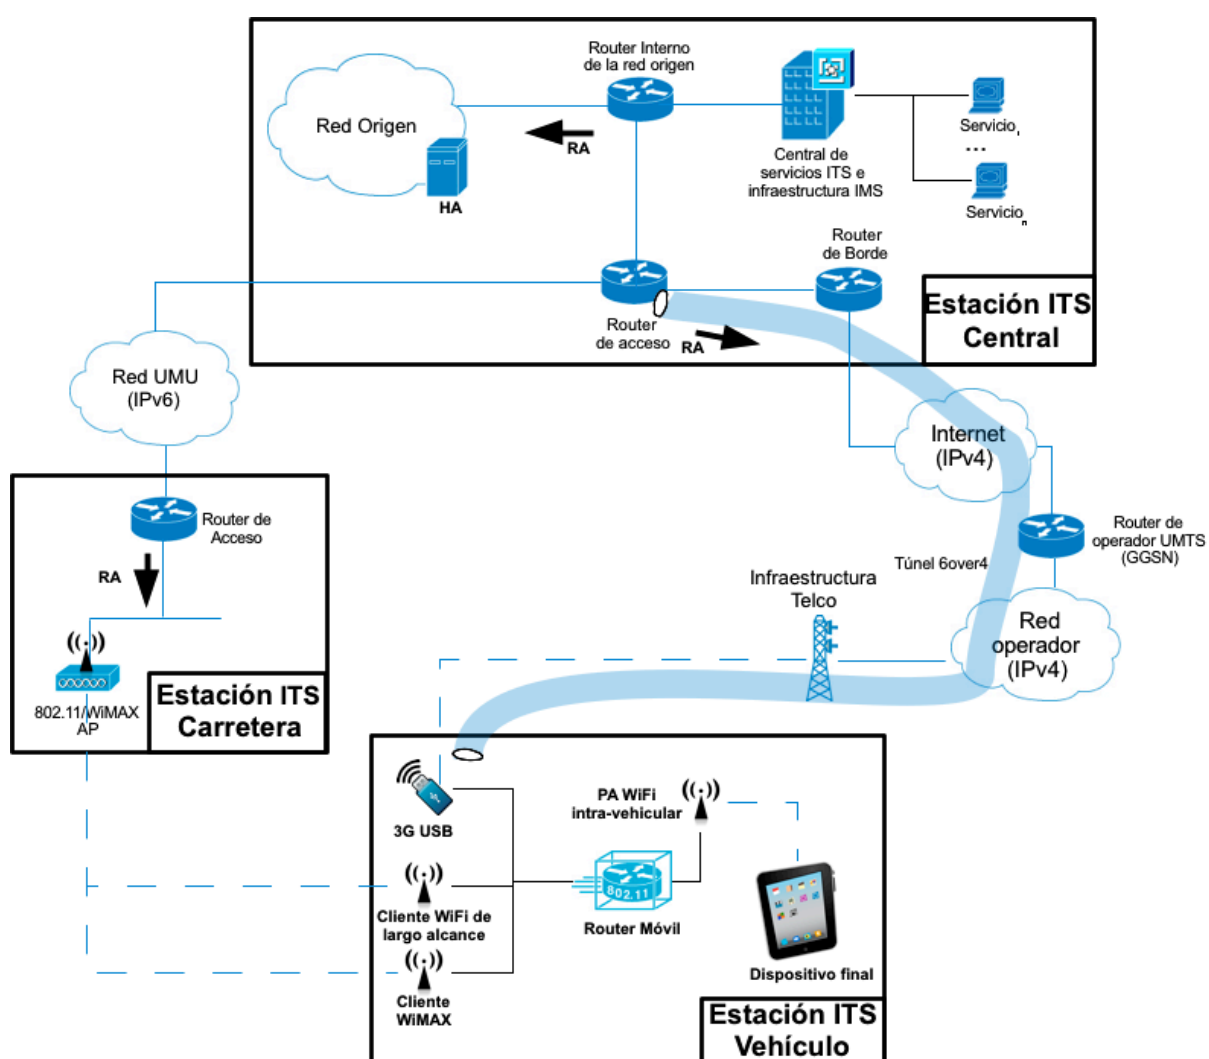 Router Interno
de la red origen
Red Origen
RA
HA
Central de
servicios ITS e
infraestructura IMS
Servicio
...
Servicio
Router
de Borde
Router
de acceso
RA
Estación ITS
Central
Red UMU
(IPv6)
Internet
(IPv4)
Router de
Acceso
RA
802.11/WiMAX
AP
Estación ITS
Carretera
Router de
operador UMTS
(GGSN)
Túnel 6over4
Infraestructura
Telco
Red
operador
(IPv4)
3G USB
PA WiFi
intra-vehicular
Cliente WiFi de
largo alcance
802.11
Router Móvil
Cliente
WiMAX
Dispositivo final
Estación ITS
Vehículo